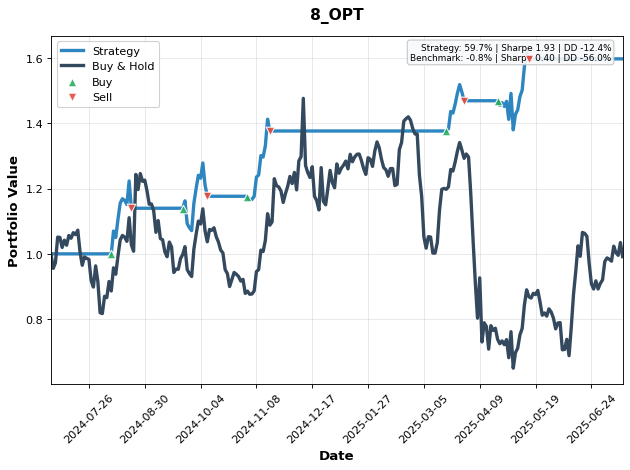 8_OPT
Strategy
Buy & Hold
Buy
Sell
Strategy: 59.7% | Sharpe 1.93 | DD -12.4%
Benchmark: -0.8% | Sharpe 0.40 | DD -56.0%
Portfolio Value
1.6
1.4
1.2
1.0
0.8
2024-07-26
2024-08-30
2024-10-04
2024-11-08
2024-12-17
2025-01-27
2025-03-05
2025-04-09
2025-05-19
2025-06-24
Date